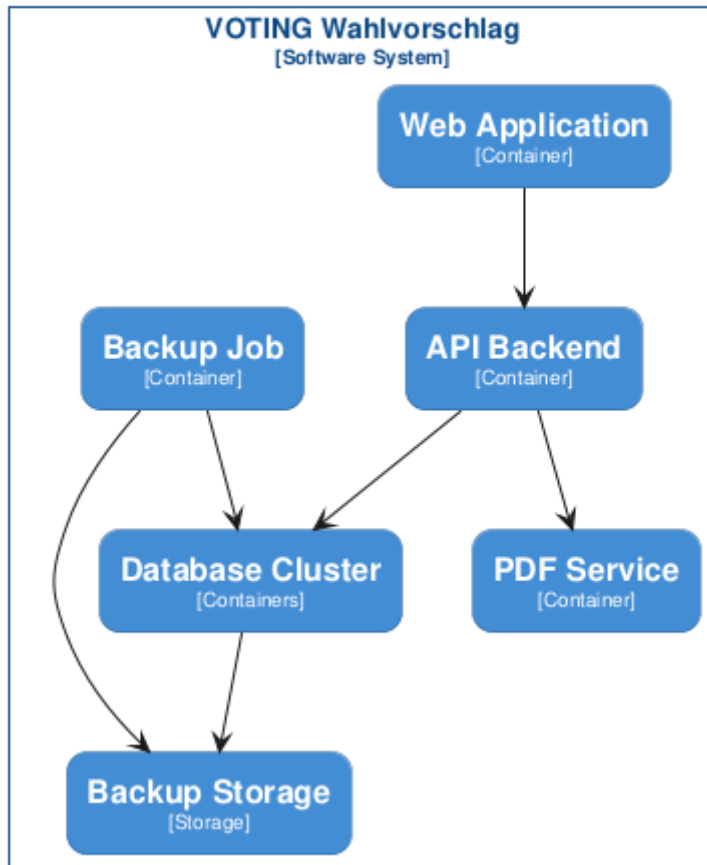 VOTING Wahlvorschlag
[Software System]
Web Application
[Container]
Backup Job
[Container]
API Backend
[Container]
Database Cluster
[Containers]
PDF Service
[Container]
Backup Storage
[Storage]